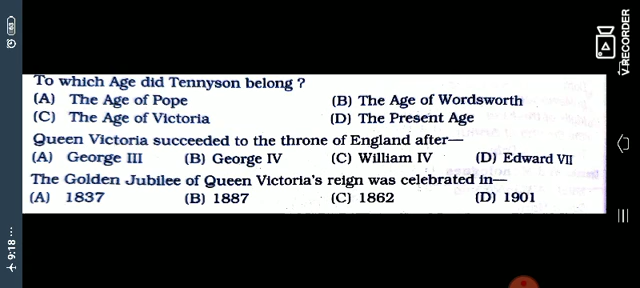 To which Age did Tennyson belong ?
(A) The Age of Pope (B) The Age of Wordsworth
(C) The Age of Victoria (D) The Present Age
Queen Victoria succeeded to the throne of England after—
(A) George III (B) George IV (C) William IV (D) Edward VII
The Golden Jubilee of Queen Victoria's reign was celebrated in—
(A) 1837 (B) 1887 (C) 1862 (D) 1901
V.RECORDER
9:18 ...